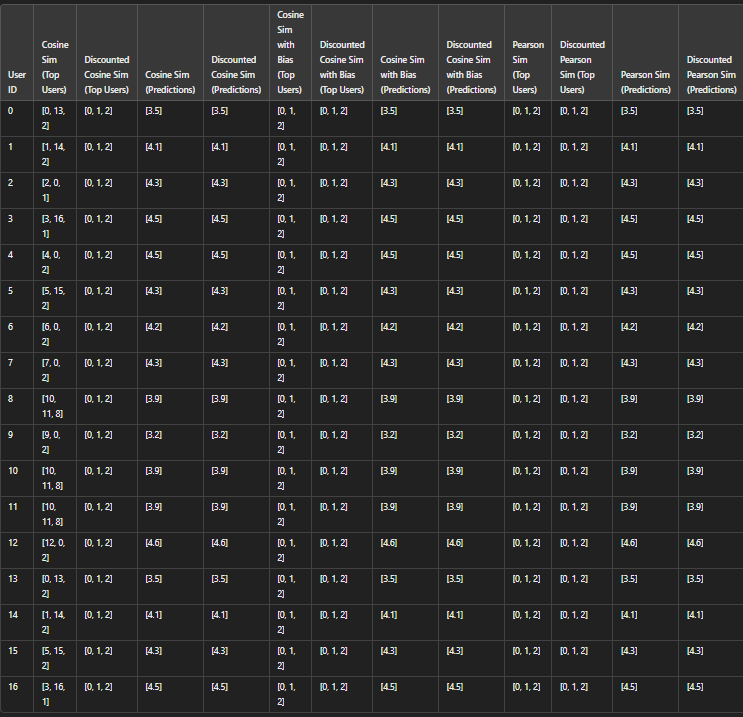 User ID | Cosine Sim (Top Users) | Discounted Cosine Sim (Top Users) | Cosine Sim (Predictions) | Discounted Cosine Sim (Predictions) | Cosine Sim with Bias (Top Users) | Discounted Cosine Sim with Bias (Top Users) | Cosine Sim with Bias (Predictions) | Discounted Cosine Sim with Bias (Predictions) | Pearson Sim (Top Users) | Discounted Pearson Sim (Top Users) | Pearson Sim (Predictions) | Discounted Pearson Sim (Predictions)
0 | [0, 13, 2] | [0, 1, 2] | [3.5] | [3.5] | [0, 1, 2] | [0, 1, 2] | [3.5] | [3.5] | [0, 1, 2] | [0, 1, 2] | [3.5] | [3.5]
1 | [1, 14, 2] | [0, 1, 2] | [4.1] | [4.1] | [0, 1, 2] | [0, 1, 2] | [4.1] | [4.1] | [0, 1, 2] | [0, 1, 2] | [4.1] | [4.1]
2 | [2, 0, 1] | [0, 1, 2] | [4.3] | [4.3] | [0, 1, 2] | [0, 1, 2] | [4.3] | [4.3] | [0, 1, 2] | [0, 1, 2] | [4.3] | [4.3]
3 | [3, 16, 1] | [0, 1, 2] | [4.5] | [4.5] | [0, 1, 2] | [0, 1, 2] | [4.5] | [4.5] | [0, 1, 2] | [0, 1, 2] | [4.5] | [4.5]
4 | [4, 0, 2] | [0, 1, 2] | [4.5] | [4.5] | [0, 1, 2] | [0, 1, 2] | [4.5] | [4.5] | [0, 1, 2] | [0, 1, 2] | [4.5] | [4.5]
5 | [5, 15, 2] | [0, 1, 2] | [4.3] | [4.3] | [0, 1, 2] | [0, 1, 2] | [4.3] | [4.3] | [0, 1, 2] | [0, 1, 2] | [4.3] | [4.3]
6 | [6, 0, 2] | [0, 1, 2] | [4.2] | [4.2] | [0, 1, 2] | [0, 1, 2] | [4.2] | [4.2] | [0, 1, 2] | [0, 1, 2] | [4.2] | [4.2]
7 | [7, 0, 2] | [0, 1, 2] | [4.3] | [4.3] | [0, 1, 2] | [0, 1, 2] | [4.3] | [4.3] | [0, 1, 2] | [0, 1, 2] | [4.3] | [4.3]
8 | [10, 11, 8] | [0, 1, 2] | [3.9] | [3.9] | [0, 1, 2] | [0, 1, 2] | [3.9] | [3.9] | [0, 1, 2] | [0, 1, 2] | [3.9] | [3.9]
9 | [9, 0, 2] | [0, 1, 2] | [3.2] | [3.2] | [0, 1, 2] | [0, 1, 2] | [3.2] | [3.2] | [0, 1, 2] | [0, 1, 2] | [3.2] | [3.2]
10 | [10, 11, 8] | [0, 1, 2] | [3.9] | [3.9] | [0, 1, 2] | [0, 1, 2] | [3.9] | [3.9] | [0, 1, 2] | [0, 1, 2] | [3.9] | [3.9]
11 | [10, 11, 8] | [0, 1, 2] | [3.9] | [3.9] | [0, 1, 2] | [0, 1, 2] | [3.9] | [3.9] | [0, 1, 2] | [0, 1, 2] | [3.9] | [3.9]
12 | [12, 0, 2] | [0, 1, 2] | [4.6] | [4.6] | [0, 1, 2] | [0, 1, 2] | [4.6] | [4.6] | [0, 1, 2] | [0, 1, 2] | [4.6] | [4.6]
13 | [0, 13, 2] | [0, 1, 2] | [3.5] | [3.5] | [0, 1, 2] | [0, 1, 2] | [3.5] | [3.5] | [0, 1, 2] | [0, 1, 2] | [3.5] | [3.5]
14 | [1, 14, 2] | [0, 1, 2] | [4.1] | [4.1] | [0, 1, 2] | [0, 1, 2] | [4.1] | [4.1] | [0, 1, 2] | [0, 1, 2] | [4.1] | [4.1]
15 | [5, 15, 2] | [0, 1, 2] | [4.3] | [4.3] | [0, 1, 2] | [0, 1, 2] | [4.3] | [4.3] | [0, 1, 2] | [0, 1, 2] | [4.3] | [4.3]
16 | [3, 16, 1] | [0, 1, 2] | [4.5] | [4.5] | [0, 1, 2] | [0, 1, 2] | [4.5] | [4.5] | [0, 1, 2] | [0, 1, 2] | [4.5] | [4.5]